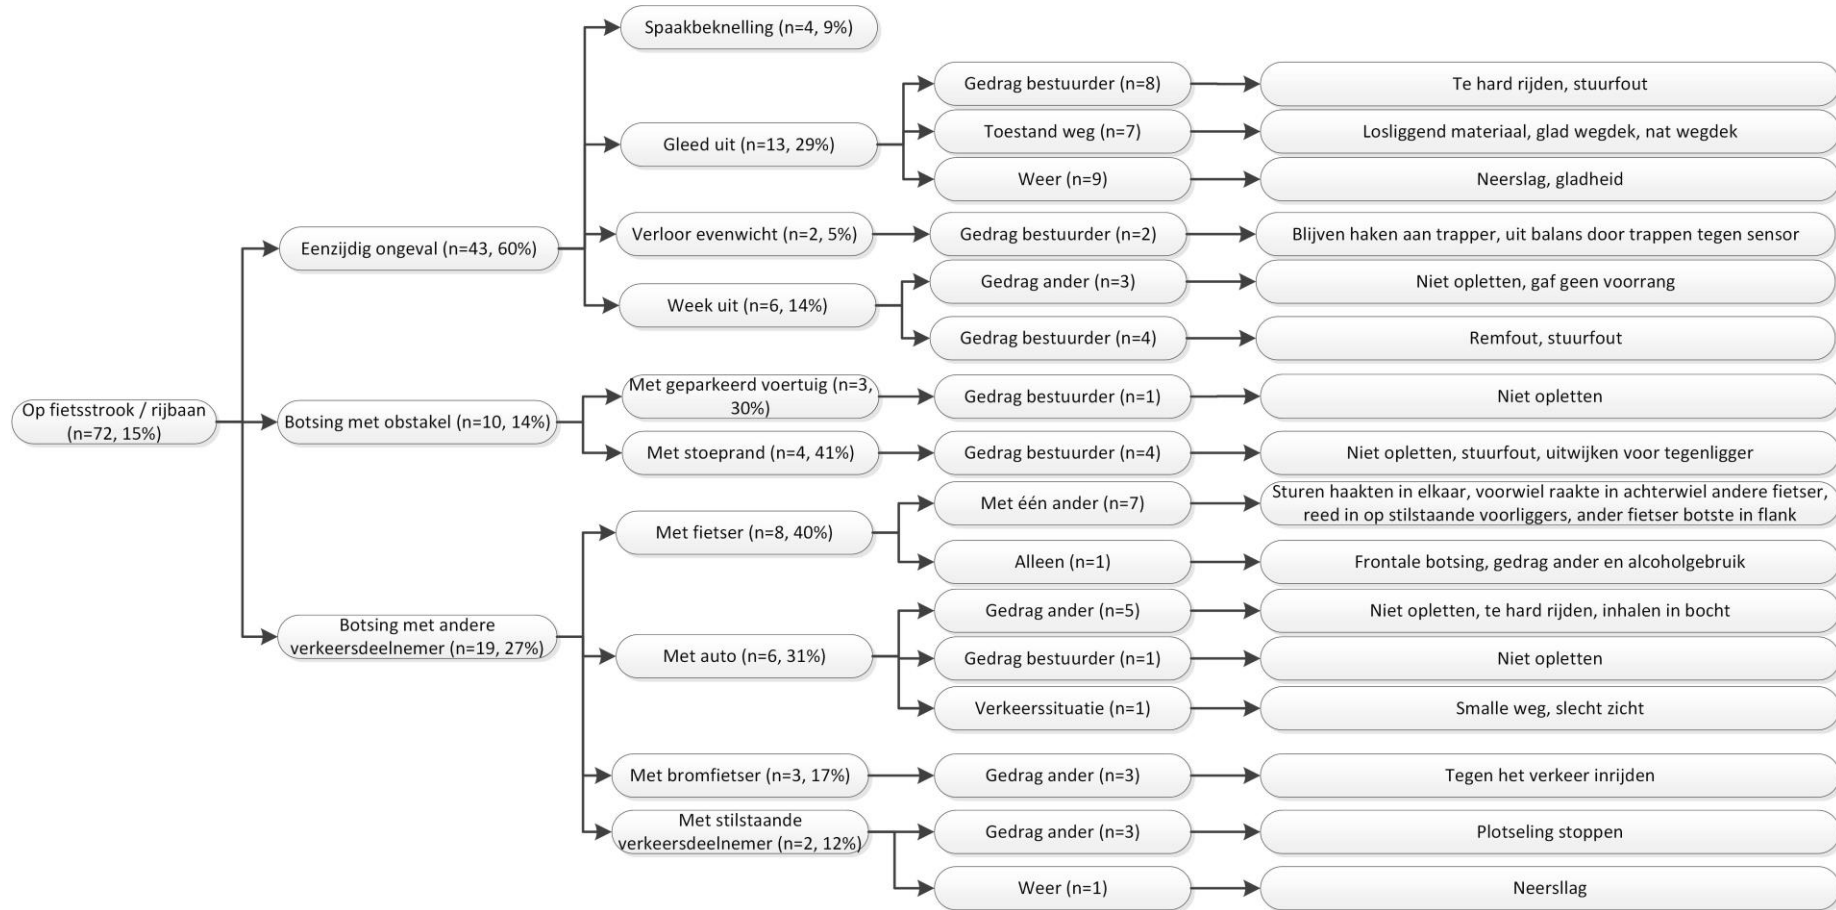 Op fietsstrook / rijbaan
(n=72, 15%)
Eenzijdig ongeval (n=43, 60%)
Spaakbeknelling (n=4, 9%)
Gleed uit (n=13, 29%)
Gedrag bestuurder (n=8)
Te hard rijden, stuurfout
Toestand weg (n=7)
Losliggend materiaal, glad wegdek, nat wegdek
Weer (n=9)
Neerslag, gladheid
Verloor evenwicht (n=2, 5%)
Gedrag bestuurder (n=2)
Blijven haken aan trapper, uit balans door trappen tegen sensor
Week uit (n=6, 14%)
Gedrag ander (n=3)
Niet opletten, gaf geen voorrang
Gedrag bestuurder (n=4)
Remfout, stuurfout
Botsing met obstakel (n=10, 14%)
Met geparkeerd voertuig (n=3,
30%)
Gedrag bestuurder (n=1)
Niet opletten
Met stoeprand (n=4, 41%)
Gedrag bestuurder (n=4)
Niet opletten, stuurfout, uitwijken voor tegenligger
Botsing met andere
verkeersdeelnemer (n=19, 27%)
Met fietser (n=8, 40%)
Met één ander (n=7)
Sturen haakten in elkaar, voorwiel raakte in achterwiel andere fietser,
reed in op stilstaande voorliggers, ander fietser botste in flank
Alleen (n=1)
Frontale botsing, gedrag ander en alcoholgebruik
Met auto (n=6, 31%)
Gedrag ander (n=5)
Niet opletten, te hard rijden, inhalen in bocht
Gedrag bestuurder (n=1)
Niet opletten
Verkeerssituatie (n=1)
Smalle weg, slecht zicht
Met bromfietser (n=3, 17%)
Gedrag ander (n=3)
Tegen het verkeer inrijden
Met stilstaande
verkeersdeelnemer (n=2, 12%)
Gedrag ander (n=3)
Plotseling stoppen
Weer (n=1)
Neersllag